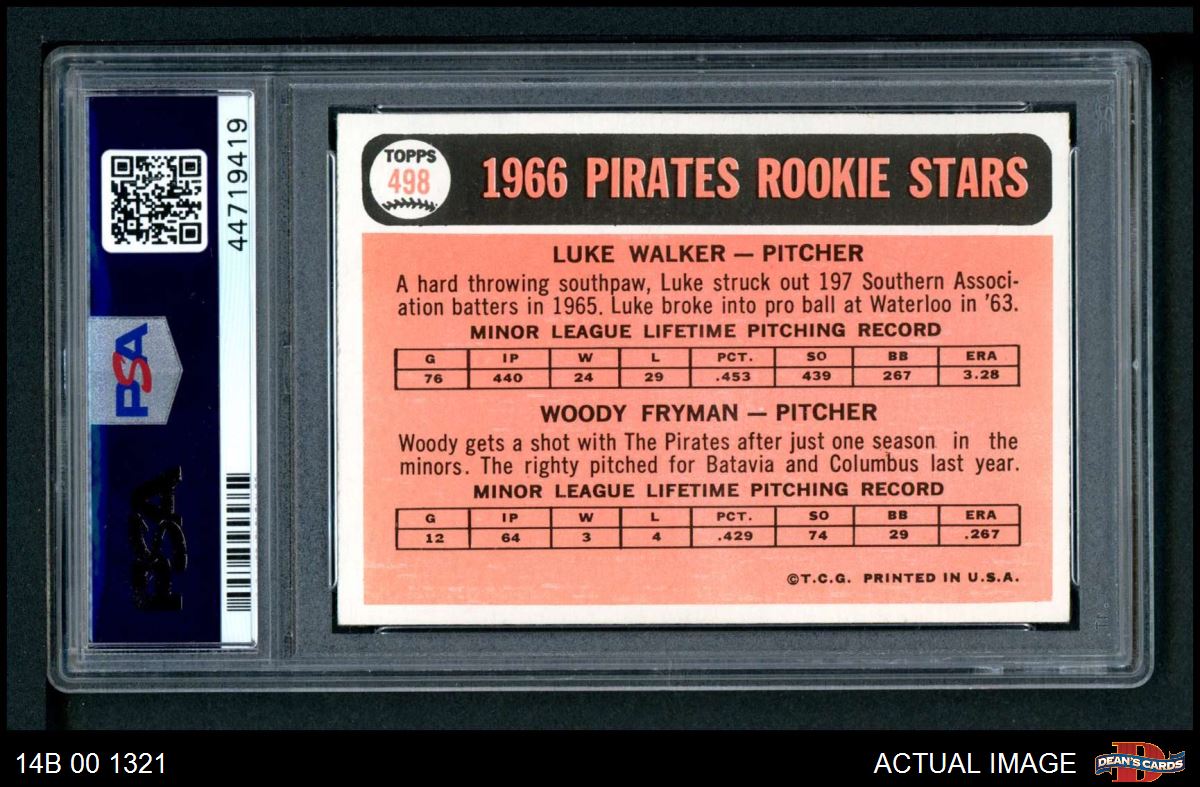 44719419
PSA
PSA
TOPPS
498
1966 PIRATES ROOKIE STARS
LUKE WALKER — PITCHER
A hard throwing southpaw, Luke struck out 197 Southern Associ-
ation batters in 1965. Luke broke into pro ball at Waterloo in '63.
MINOR LEAGUE LIFETIME PITCHING RECORD
G IP W L PCT. SO BB ERA
76 440 24 29 .453 439 267 3.28
WOODY FRYMAN — PITCHER
Woody gets a shot with The Pirates after just one season in the
minors. The righty pitched for Batavia and Columbus last year.
MINOR LEAGUE LIFETIME PITCHING RECORD
G IP W L PCT. SO BB ERA
12 64 3 4 .429 74 29 .267
©T.C.G. PRINTED IN U.S.A.
14B 00 1321
ACTUAL IMAGE
DEAN'S CARDS